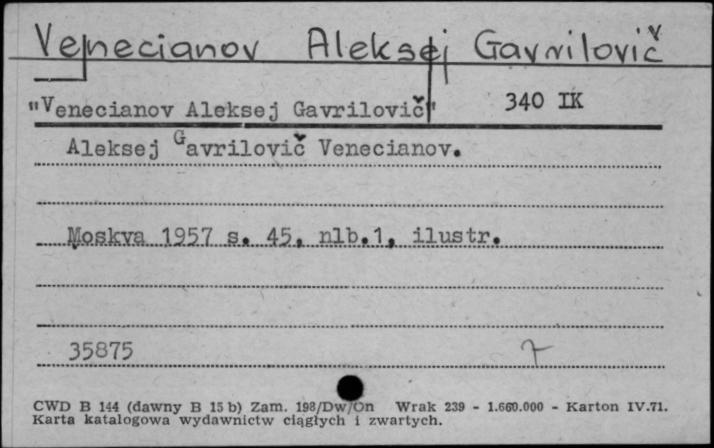 Venecianov Aleksej Gavrilovič
"Venecianov Aleksej Gavrilovič" 340 IK
Aleksej Gavrilovič Venecianov.
Moskva 1957 s. 45, nlb.1, ilustr.
35875 7
CWD B 144 (dawny B 15 b) Zam. 198/Dw/On Wrak 239 - 1.660.000 - Karton IV.71.
Karta katalogowa wydawnictw ciągłych i zwartych.